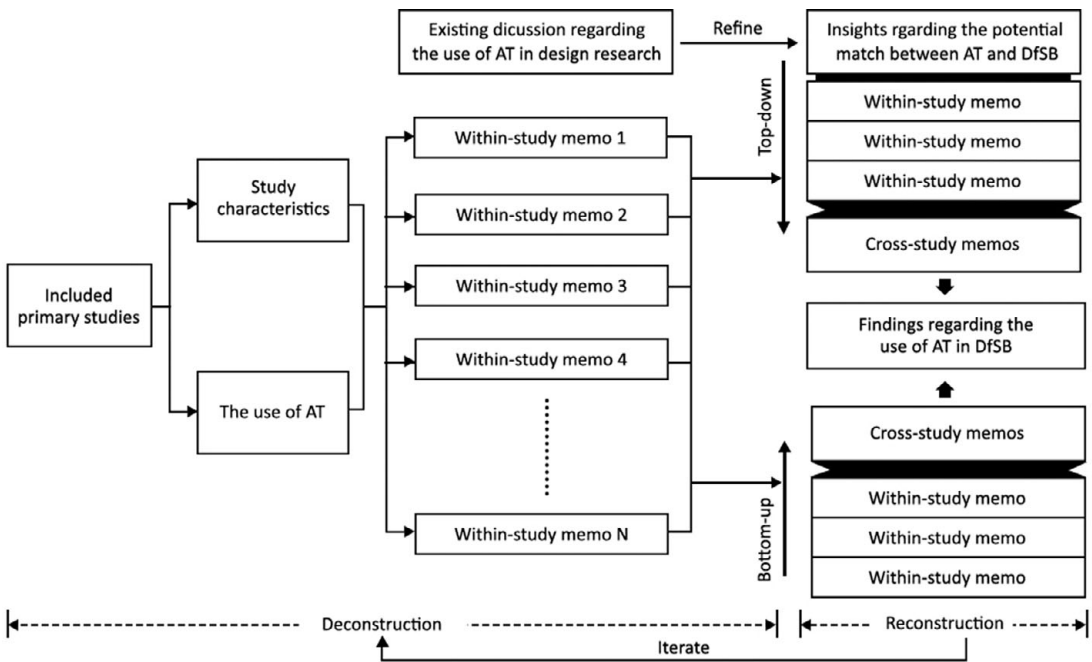 Existing dicussion regarding
the use of AT in design research
Refine
Insights rgarding the potential
match between AT and DfSB
Top-down
Within-study memo
Within-study memo
Within-study memo
Cross-study memos
Included
primary studies
Study
characteristics
The use of AT
Within-study memo 1
Within-study memo 2
Within-study memo 3
Within-study memo 4
Within-study memo N
Findings regarding the
use of AT in DfSB
Bottom-up
Cross-study memos
Within-study memo
Within-study memo
Within-study memo
Deconstruction
Reconstruction
Iterate